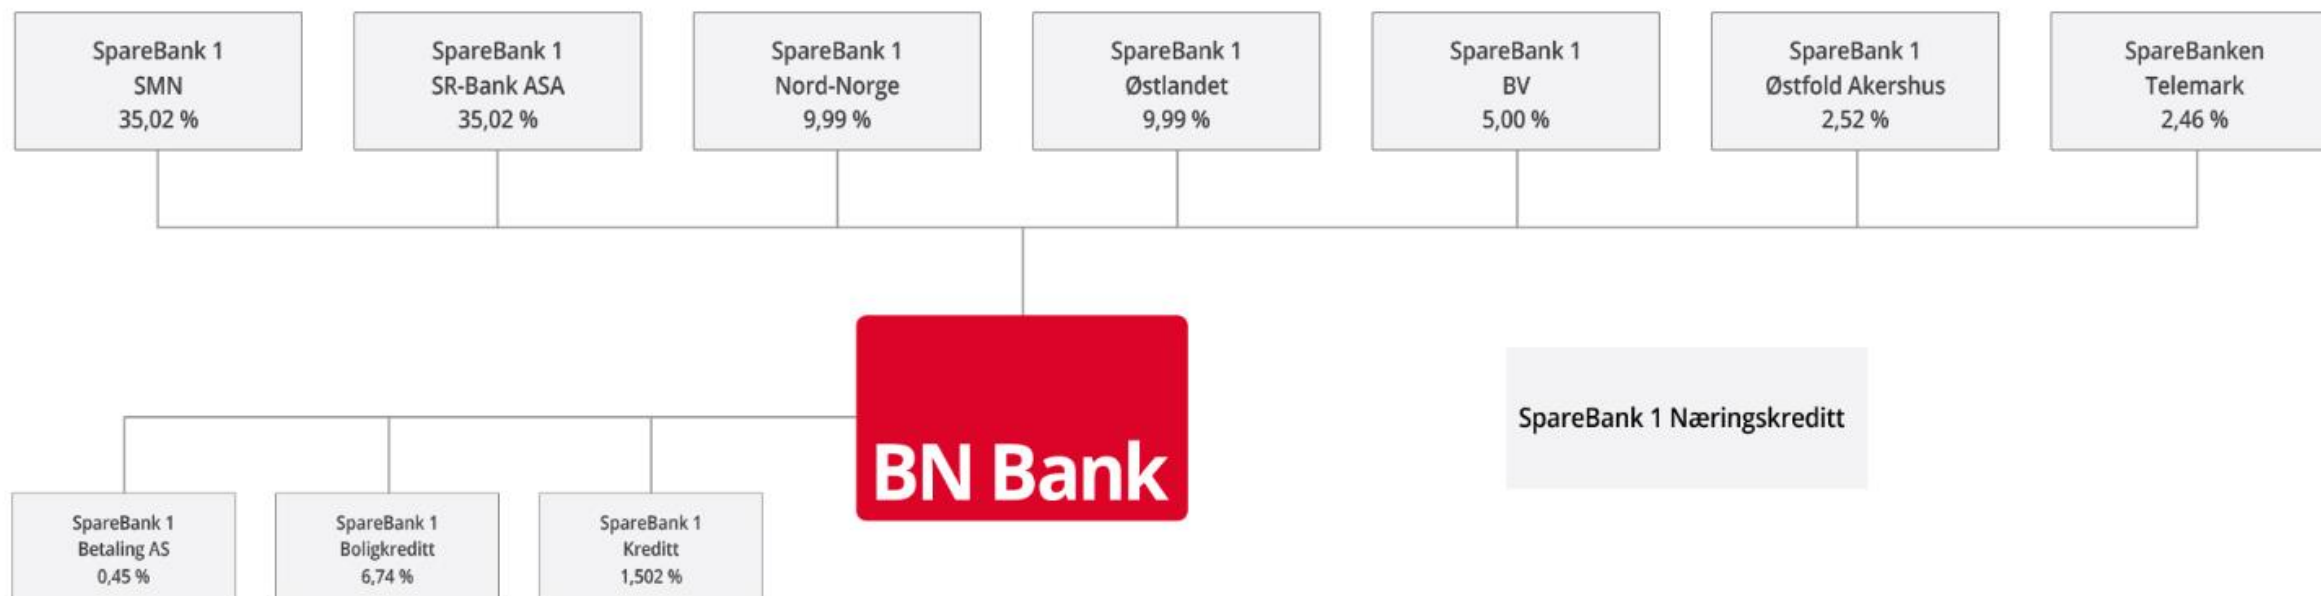 SpareBank 1
SMN
35,02 %
SpareBank 1
SR-Bank ASA
35,02 %
SpareBank 1
Nord-Norge
9,99 %
SpareBank 1
Østlandet
9,99 %
SpareBank 1
BV
5,00 %
SpareBank 1
Østfold Akershus
2,52 %
SpareBanken
Telemark
2,46 %
BN Bank
SpareBank 1 Næringskreditt
SpareBank 1
Betaling AS
0,45 %
SpareBank 1
Boligkreditt
6,74 %
SpareBank 1
Kreditt
1,502 %